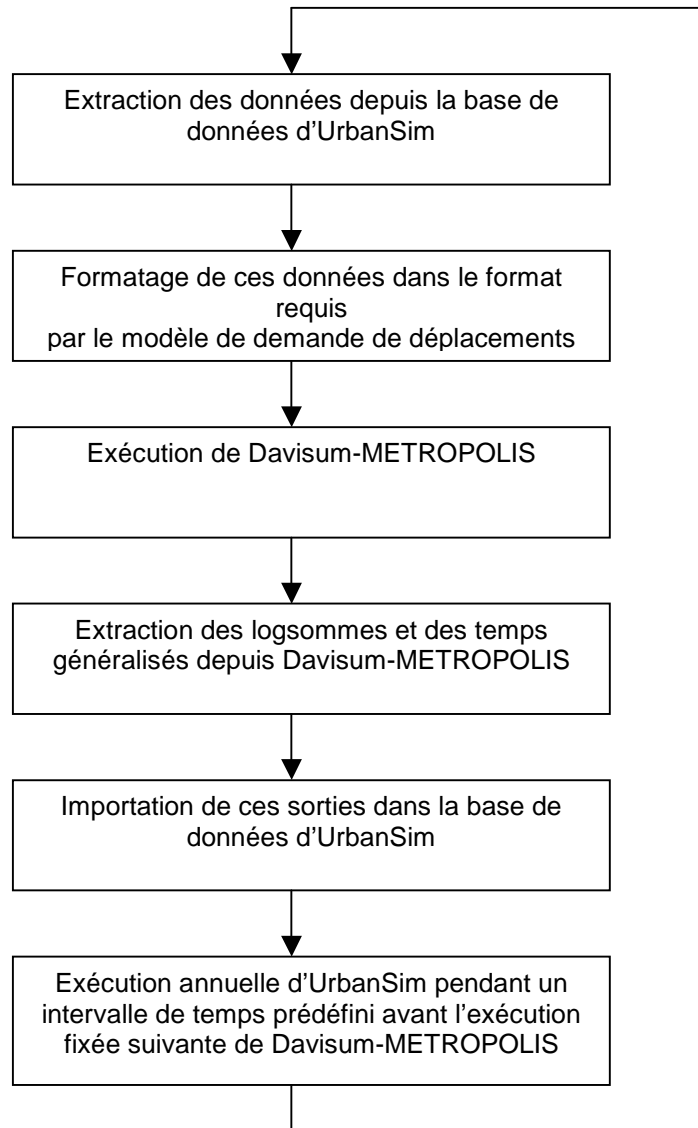 Extraction des données depuis la base de
données d’UrbanSim
Formatage de ces données dans le format
requis
par le modèle de demande de déplacements
Exécution de Davisum-METROPOLIS
Extraction des logsommes et des temps
généralisés depuis Davisum-METROPOLIS
Importation de ces sorties dans la base de
données d’UrbanSim
Exécution annuelle d’UrbanSim pendant un
intervalle de temps prédéfini avant l’exécution
fixée suivante de Davisum-METROPOLIS